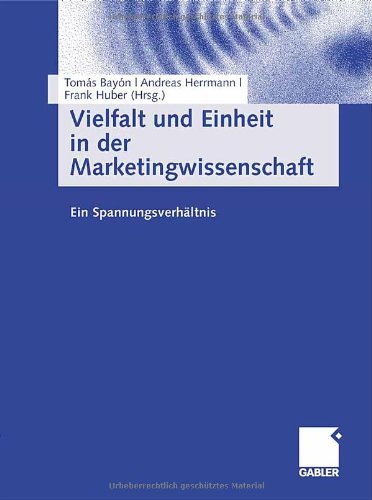 Urheberrechtlich geschütztes Material
Tomás Bayón | Andreas Herrmann |
Frank Huber (Hrsg.)
Vielfalt und Einheit
in der
Marketingwissenschaft
Ein Spannungsverhältnis
GABLER
Urheberrechtlich geschütztes Material